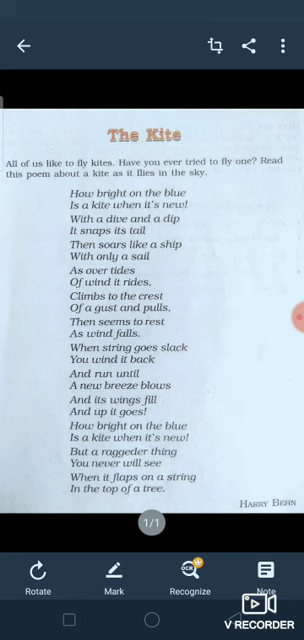 The Kite
All of us like to fly kites. Have you ever tried to fly one? Read
this poem about a kite as it flies in the sky.
How bright on the blue
Is a kite when it's new!
With a dive and a dip
It snaps its tail
Then soars like a ship
With only a sail
As over tides
Of wind it rides,
Climbs to the crest
Of a gust and pulls,
Then seems to rest
As wind falls.
When string goes slack
You wind it back
And run until
A new breeze blows
And its wings fill
And up it goes!
How bright on the blue
Is a kite when it's new!
But a raggeder thing
You never will see
When it flaps on a string
In the top of a tree.
HARRY BEHN
1/1
OCR
Rotate
Mark
Recognize
Note
V RECORDER